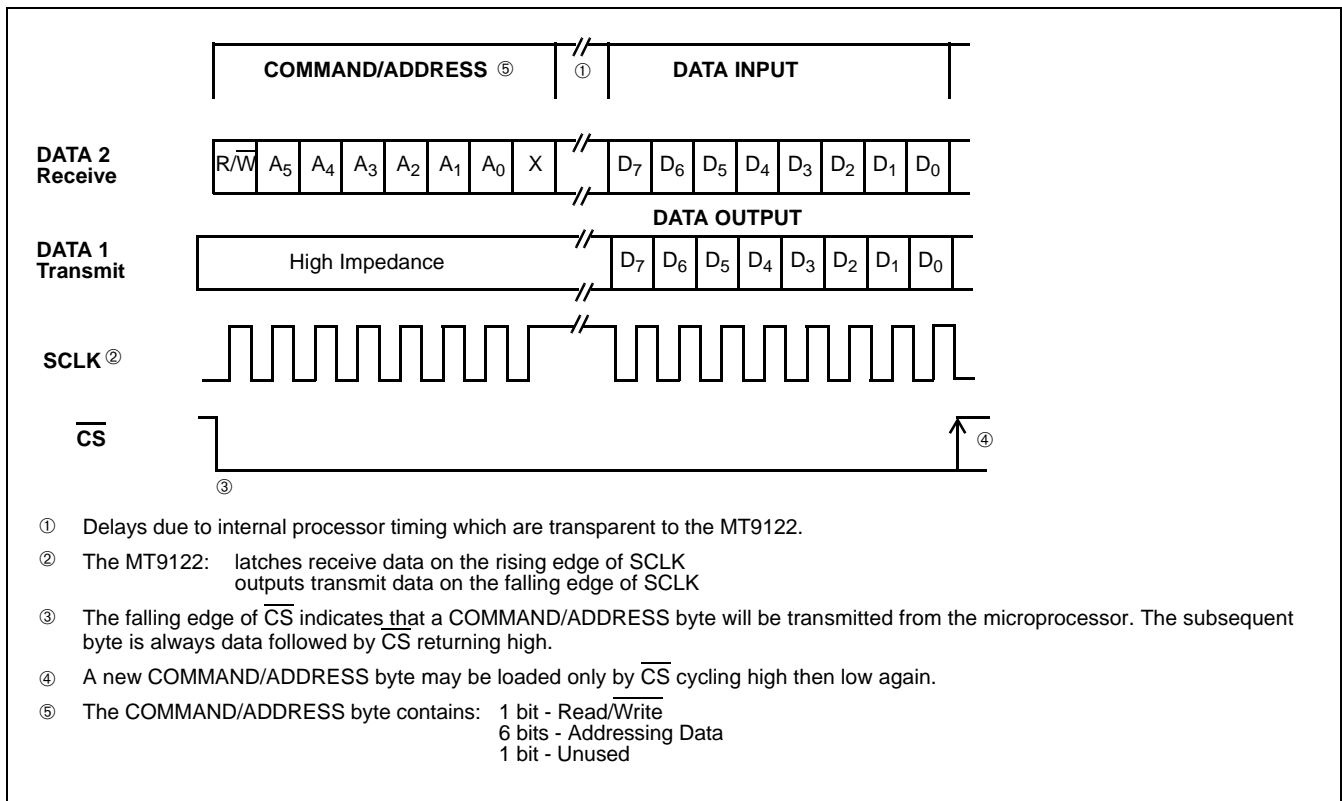 COMMAND/ADDRESS ⑤ ① DATA INPUT
DATA 2
Receive
R/W̅ A₅ A₄ A₃ A₂ A₁ A₀ X D₇ D₆ D₅ D₄ D₃ D₂ D₁ D₀
DATA OUTPUT
DATA 1
Transmit
High Impedance D₇ D₆ D₅ D₄ D₃ D₂ D₁ D₀
SCLK ②
C̅S̅
④
③
① Delays due to internal processor timing which are transparent to the MT9122.
② The MT9122: latches receive data on the rising edge of SCLK
outputs transmit data on the falling edge of SCLK
③ The falling edge of C̅S̅ indicates that a COMMAND/ADDRESS byte will be transmitted from the microprocessor. The subsequent
byte is always data followed by C̅S̅ returning high.
④ A new COMMAND/ADDRESS byte may be loaded only by C̅S̅ cycling high then low again.
⑤ The COMMAND/ADDRESS byte contains: 1 bit - Read/W̅r̅i̅t̅e̅
6 bits - Addressing Data
1 bit - Unused